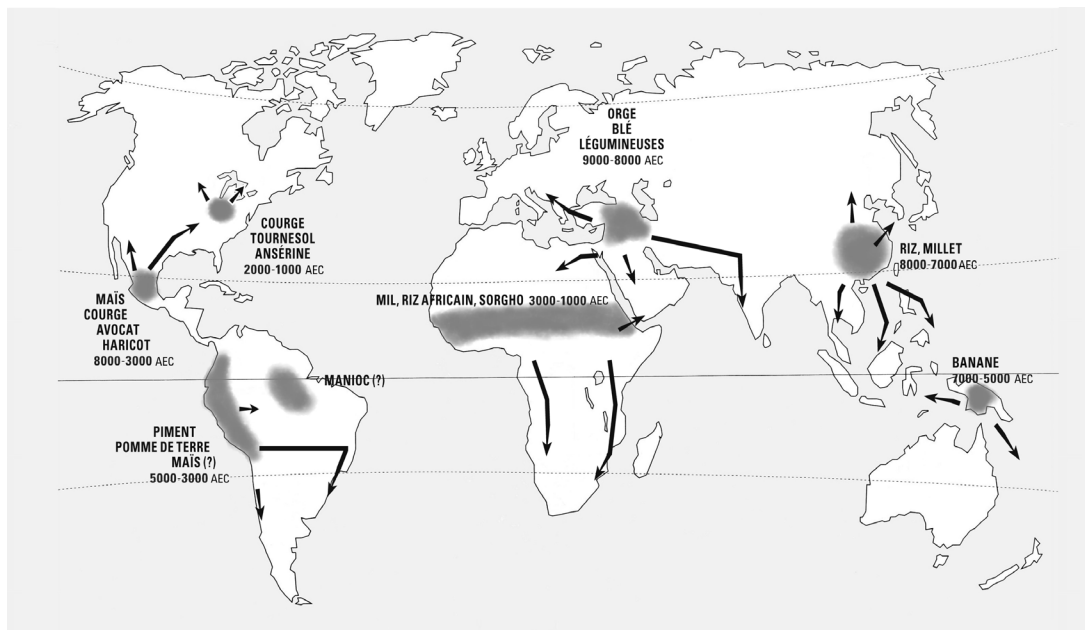 ORGE
BLÉ
LÉGUMINEUSES
9000-8000 AEC
COURGE
TOURNESOL
ANSÉRINE
2000-1000 AEC
RIZ, MILLET
8000-7000 AEC
MAÏS
COURGE
AVOCAT
HARICOT
8000-3000 AEC
MIL, RIZ AFRICAIN, SORGHO 3000-1000 AEC
BANANE
7000-5000 AEC
MANIOC (?)
PIMENT
POMME DE TERRE
MAÏS (?)
5000-3000 AEC